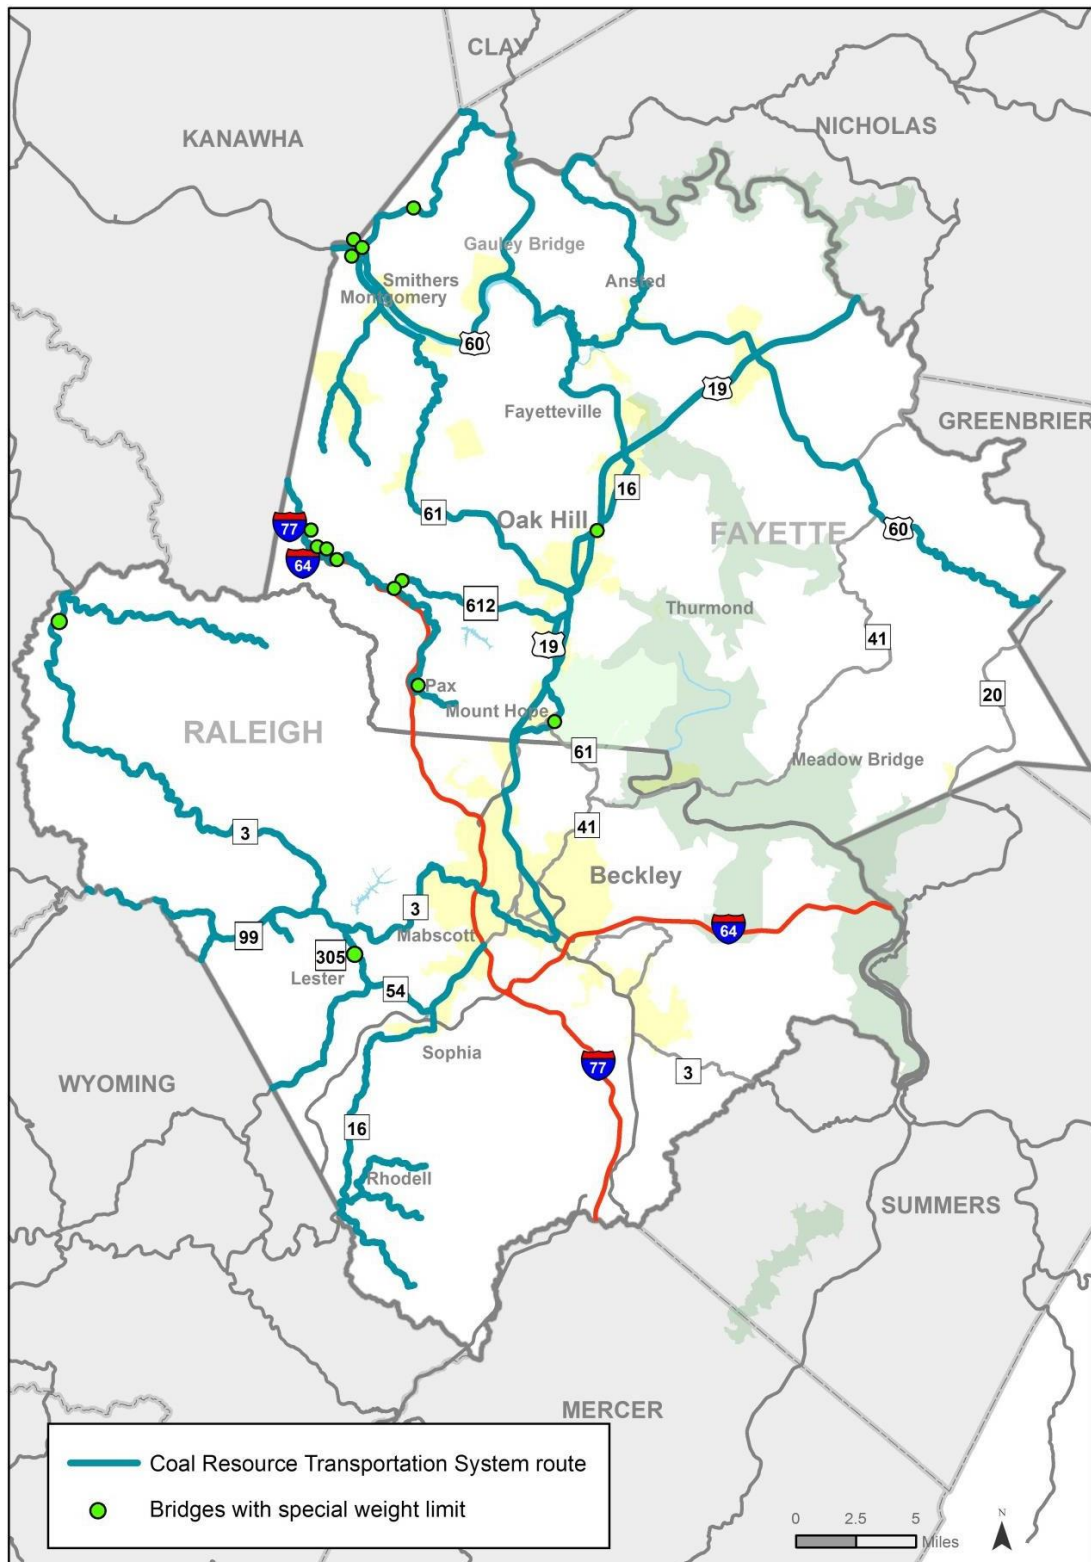 CLAY
KANAWHA
NICHOLAS
Gauley Bridge
Smithers
Ansted
Montgomery
60
19
Fayetteville
GREENBRIER
16
61
Oak Hill
77
FAYETTE
60
64
612
Thurmond
41
19
20
Pax
Mount Hope
RALEIGH
61
Meadow Bridge
41
3
Beckley
3
64
99
Mabscott
305
Lester
54
Sophia
77
3
WYOMING
16
Rhodell
SUMMERS
MERCER
Coal Resource Transportation System route
Bridges with special weight limit
0 2.5 5
Miles
N